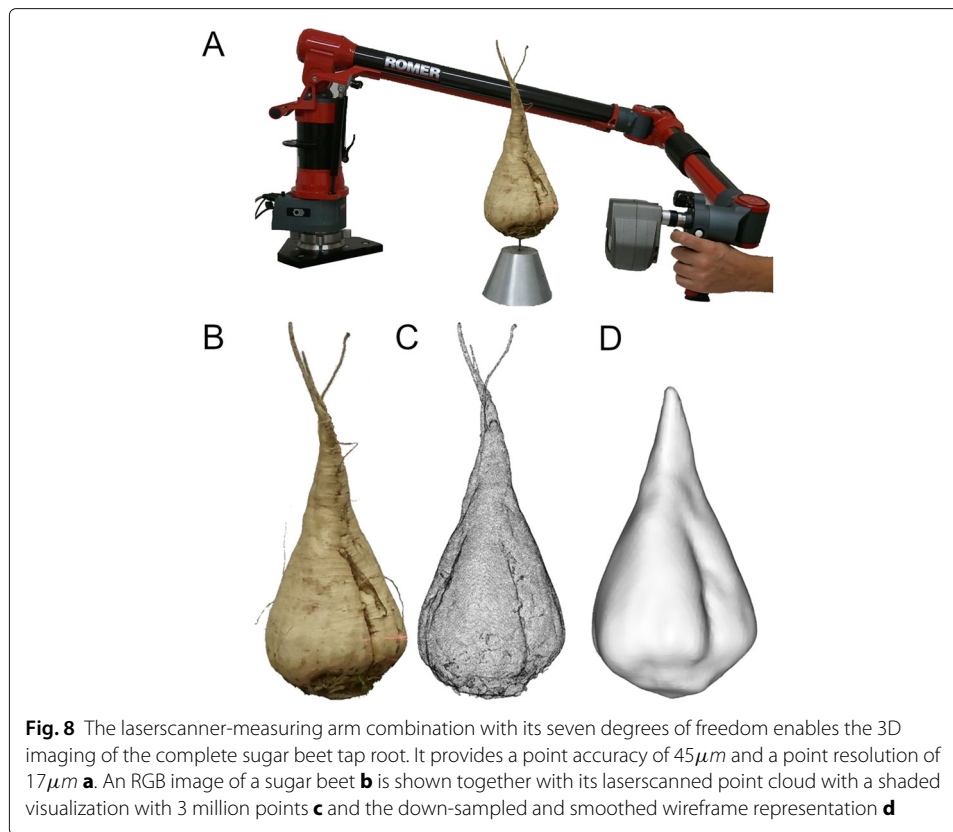 A
ROMER
B
C
D
Fig. 8 The laserscanner-measuring arm combination with its seven degrees of freedom enables the 3D
imaging of the complete sugar beet tap root. It provides a point accuracy of 45μm and a point resolution of
17μm a. An RGB image of a sugar beet b is shown together with its laserscanned point cloud with a shaded
visualization with 3 million points c and the down-sampled and smoothed wireframe representation d